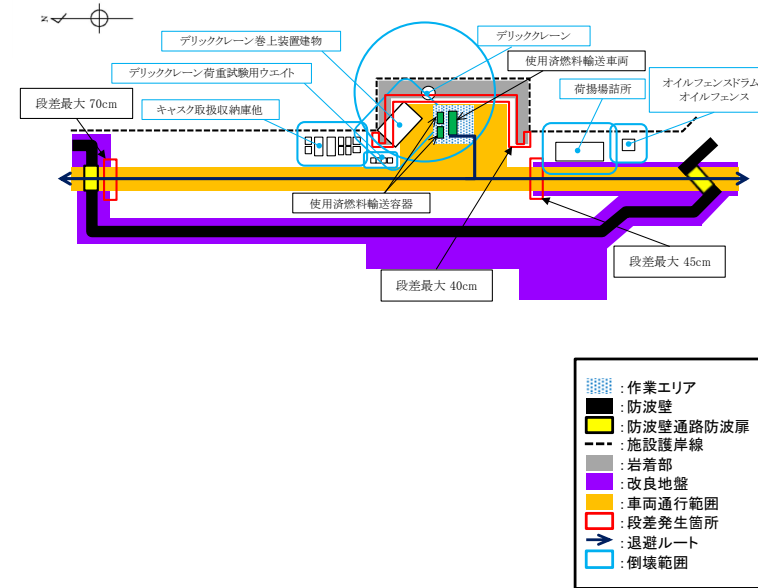 N
デリッククレーン巻上装置建物
デリッククレーン
デリッククレーン荷重試験用ウエイト
使用済燃料輸送車両
段差最大 70cm
キャスク取扱収納庫他
荷揚場詰所
オイルフェンスドラム
オイルフェンス
使用済燃料輸送容器
段差最大 40cm
段差最大 45cm
：作業エリア
：防波壁
：防波壁通路防波扉
：施設護岸線
：岩着部
：改良地盤
：車両通行範囲
：段差発生箇所
：退避ルート
：倒壊範囲